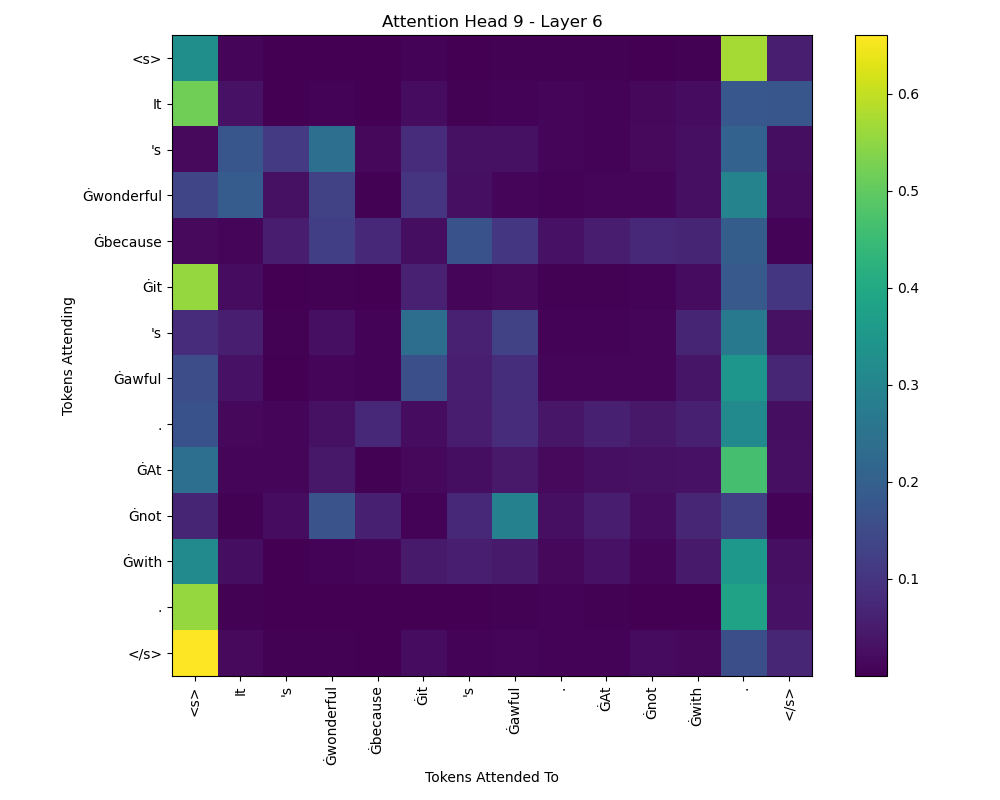 Attention Head 9 - Layer 6
Tokens Attending
<s>
It
's
Ġwonderful
Ġbecause
Ġit
's
Ġawful
.
ĠAt
Ġnot
Ġwith
.
</s>
<s>
It
's
Ġwonderful
Ġbecause
Ġit
's
Ġawful
.
ĠAt
Ġnot
Ġwith
.
</s>
Tokens Attended To
0.6
0.5
0.4
0.3
0.2
0.1